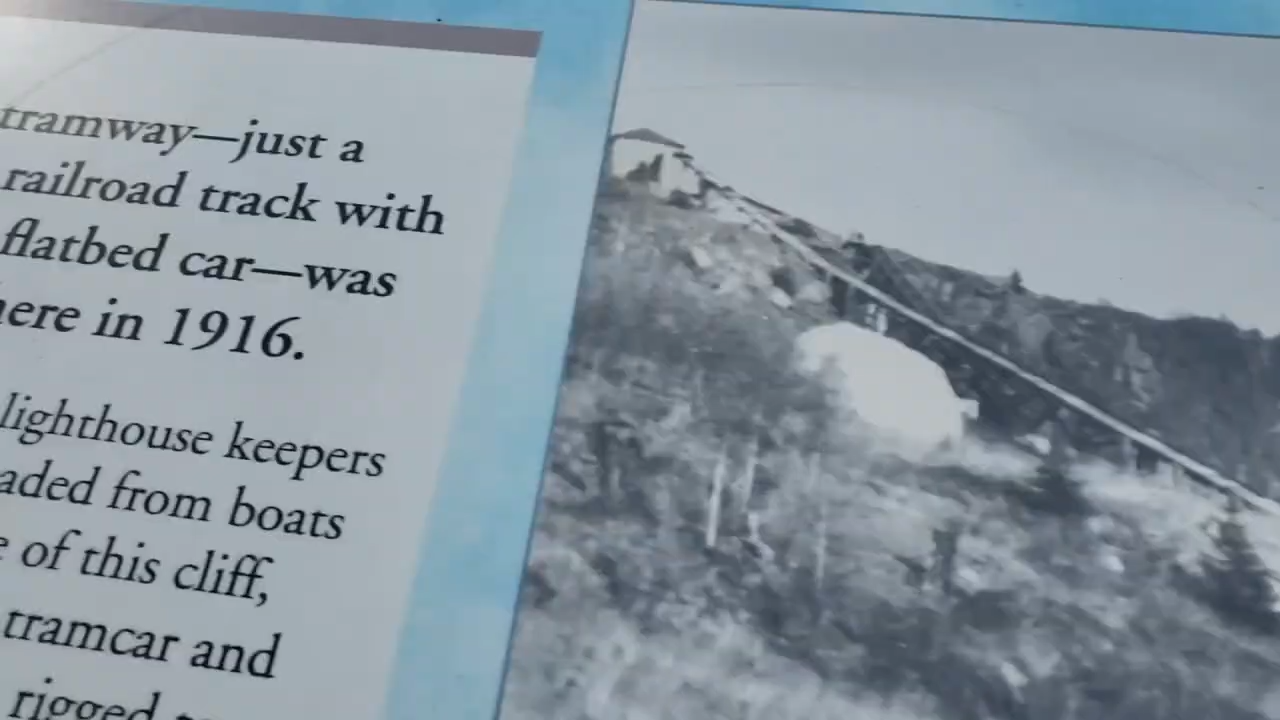 tramway—just a
railroad track with
flatbed car—was
here in 1916.
lighthouse keepers
from boats
of this cliff,
tramcar and
rigged